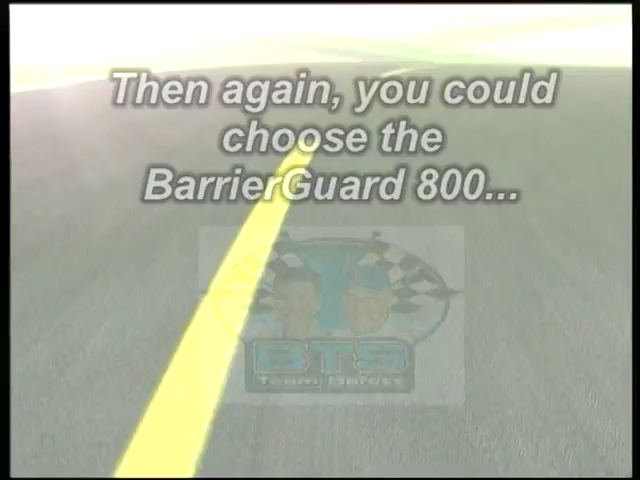 Then again, you could
choose the
BarrierGuard 800...
BTS
Team Safety